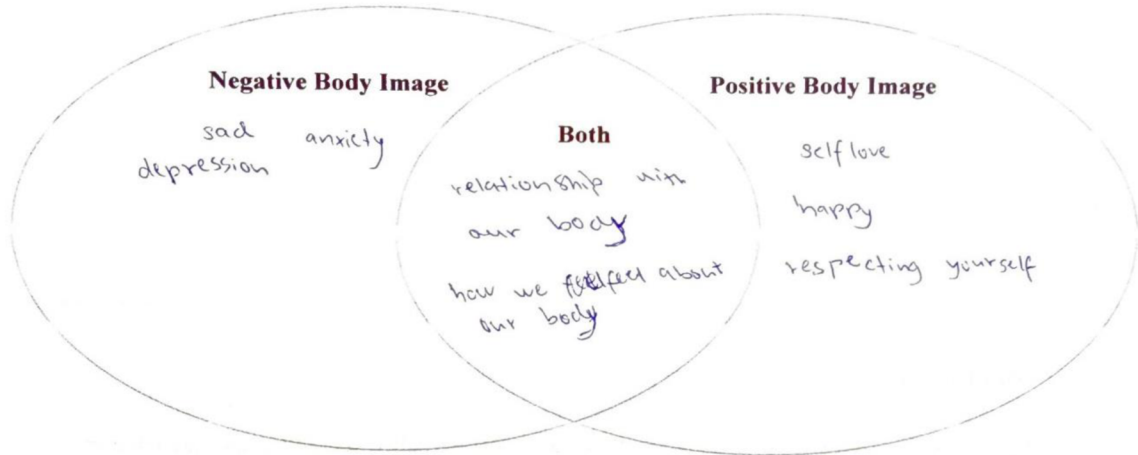 Negative Body Image
sad anxiety
depression
Both
relationship with
our body
how we feel about
our body
Positive Body Image
self love
happy
respecting yourself